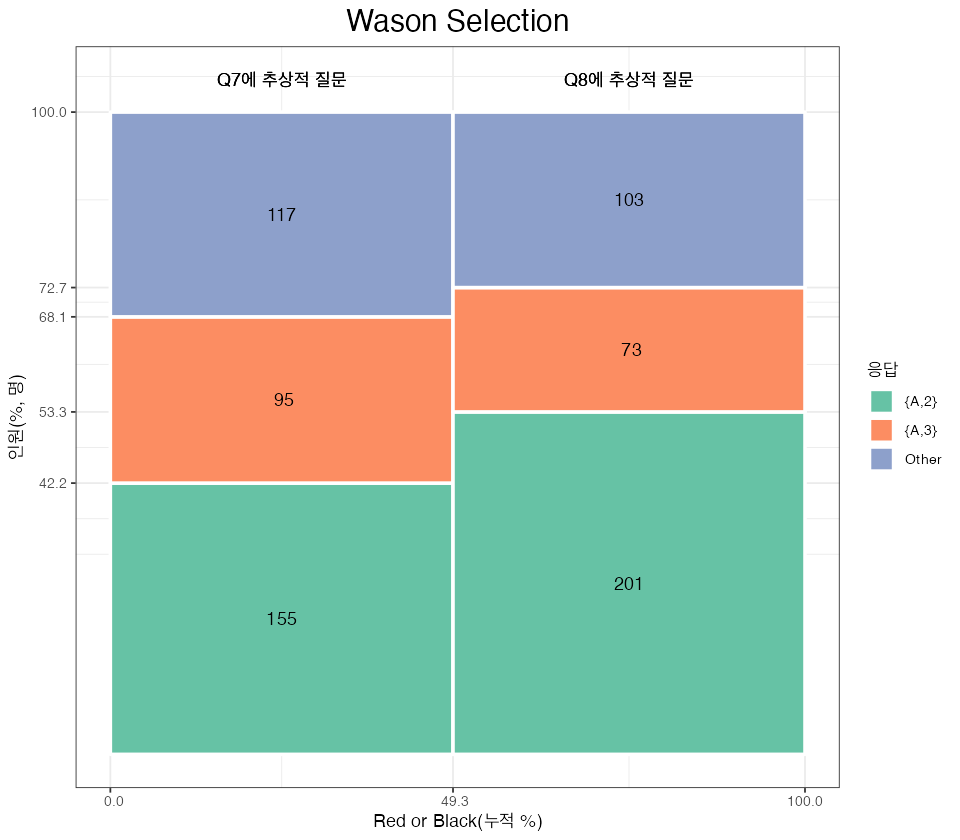 Wason Selection
Q7에 추상적 질문
Q8에 추상적 질문
100.0
72.7
68.1
53.3
42.2
인원(%, 명)
117
103
95
73
155
201
0.0
49.3
100.0
Red or Black(누적 %)
응답
{A,2}
{A,3}
Other